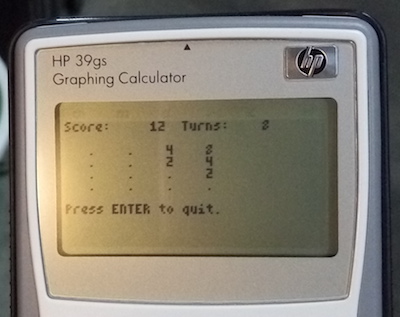 HP 39gs
Graphing Calculator
hp
Score: 12 Turns: 8
. . 4 8
. . 2 4
. . . 2
. . . .
Press ENTER to quit.